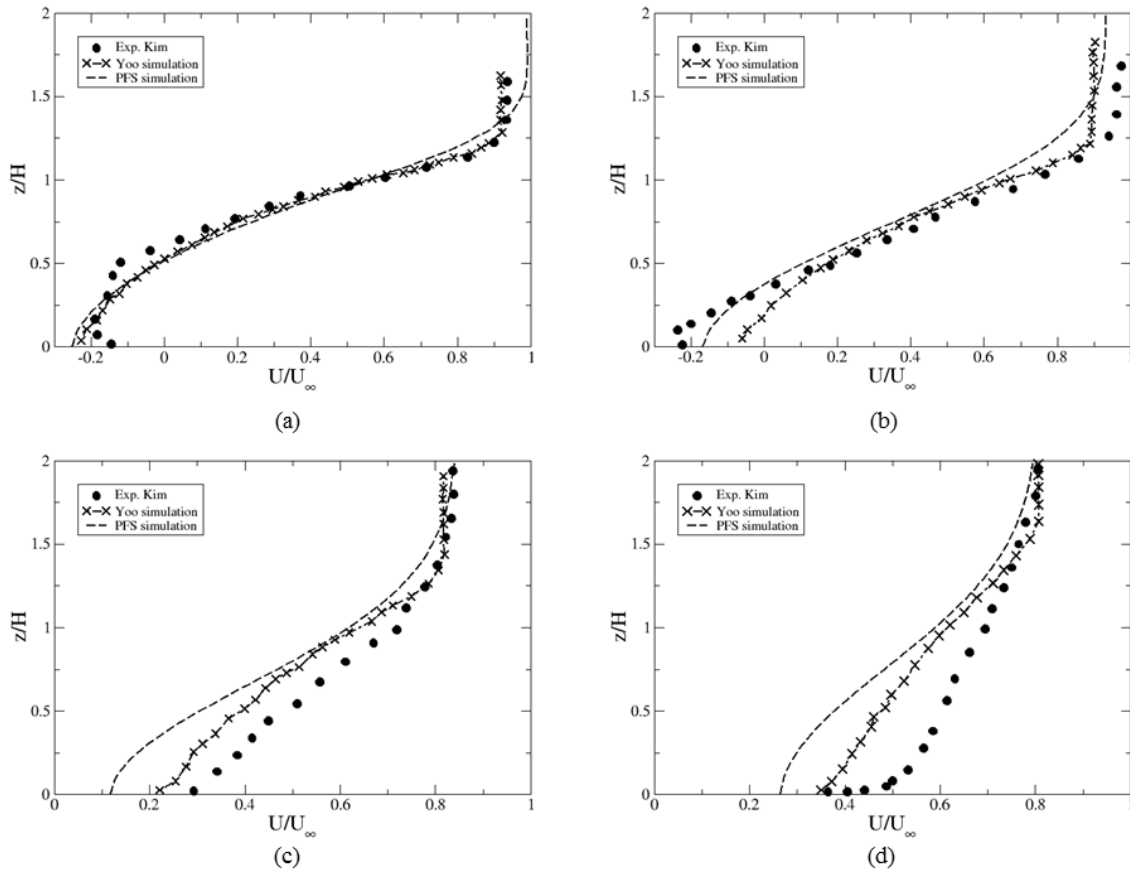 2
Exp. Kim
Yoo simulation
PFS simulation
1.5
z/H
1
0.5
0
-0.2 0 0.2 0.4 0.6 0.8 1
U/U∞
(a)
2
Exp. Kim
Yoo simulation
PFS simulation
1.5
z/H
1
0.5
0
-0.2 0 0.2 0.4 0.6 0.8 1
U/U∞
(b)
2
Exp. Kim
Yoo simulation
PFS simulation
1.5
z/H
1
0.5
0
0 0.2 0.4 0.6 0.8 1
U/U∞
(c)
2
Exp. Kim
Yoo simulation
PFS simulation
1.5
z/H
1
0.5
0
0 0.2 0.4 0.6 0.8 1
U/U∞
(d)